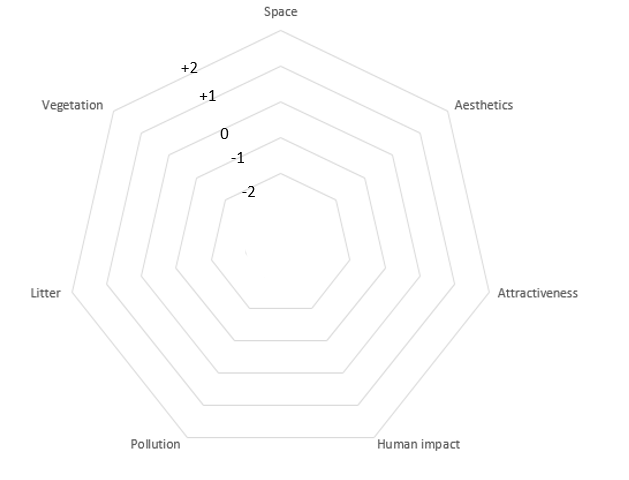 Space
+2
Vegetation
+1
Aesthetics
0
-1
-2
Litter
Attractiveness
Pollution
Human impact